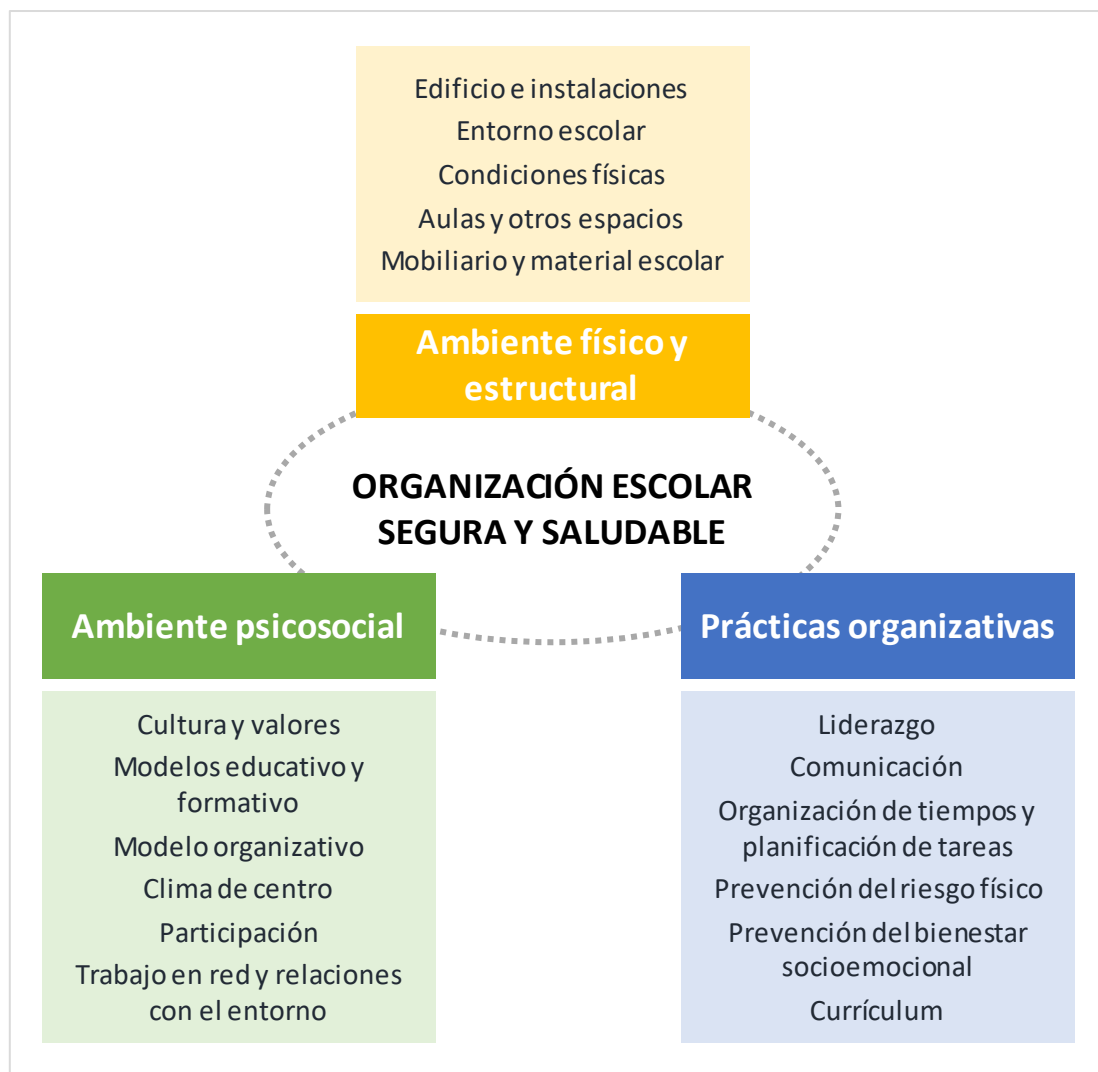 Edificio e instalaciones
Entorno escolar
Condiciones físicas
Aulas y otros espacios
Mobiliario y material escolar
Ambiente físico y
estructural
ORGANIZACIÓN ESCOLAR
SEGURA Y SALUDABLE
Ambiente psicosocial
Cultura y valores
Modelos educativo y
formativo
Modelo organizativo
Clima de centro
Participación
Trabajo en red y relaciones
con el entorno
Prácticas organizativas
Liderazgo
Comunicación
Organización de tiempos y
planificación de tareas
Prevención del riesgo físico
Prevención del bienestar
socioemocional
Currículum